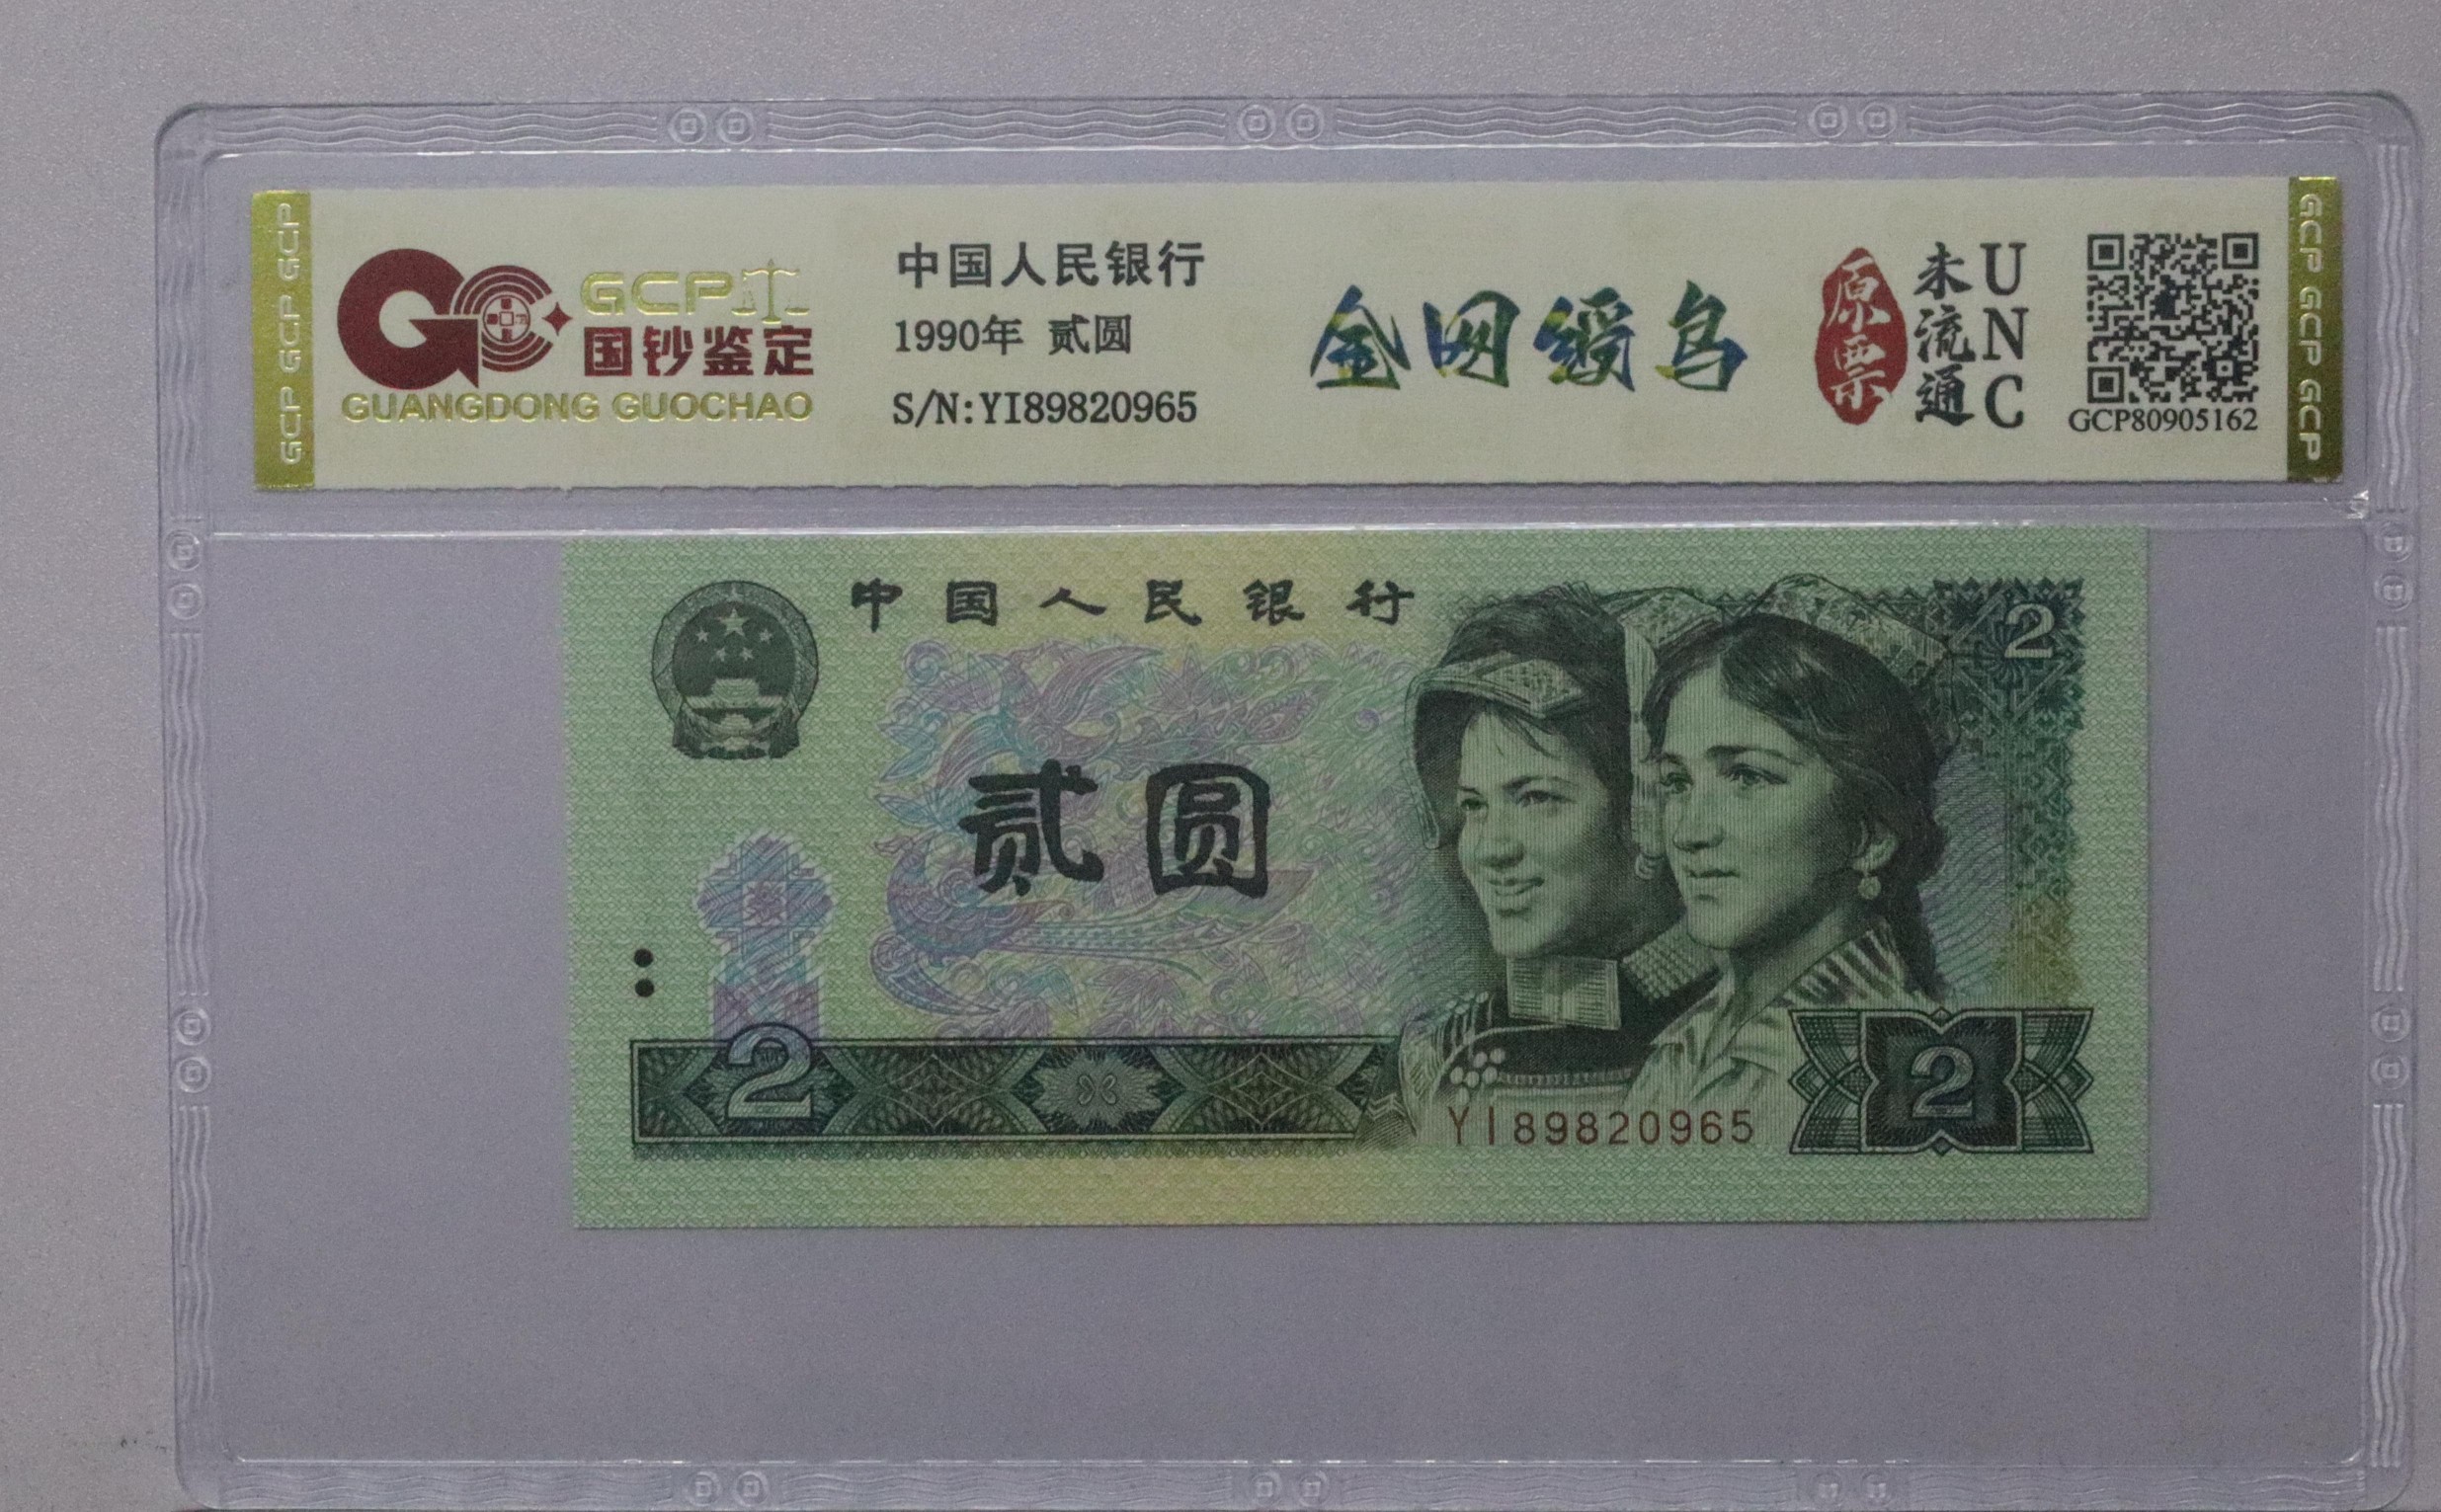 GCP GCP GCP
GCP
国钞鉴定
GUANGDONG GUOCHAO
中国人民银行
1990年 贰圆
S/N:YI89820965
金网绶鸟
原票
未流通
UNC
GCP80905162
GCP GCP GCP
中国人民银行
2
贰圆
2
YI89820965
2